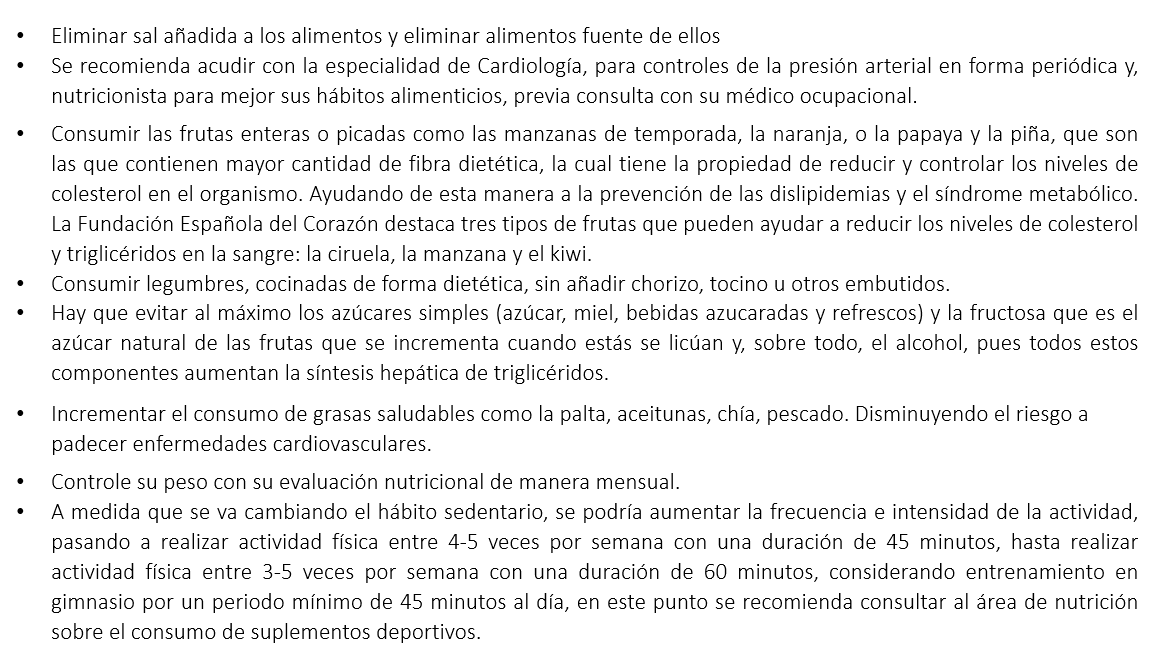 • Eliminar sal añadida a los alimentos y eliminar alimentos fuente de ellos
• Se recomienda acudir con la especialidad de Cardiología, para controles de la presión arterial en forma periódica y,
nutricionista para mejor sus hábitos alimenticios, previa consulta con su médico ocupacional.
• Consumir las frutas enteras o picadas como las manzanas de temporada, la naranja, o la papaya y la piña, que son
las que contienen mayor cantidad de fibra dietética, la cual tiene la propiedad de reducir y controlar los niveles de
colesterol en el organismo. Ayudando de esta manera a la prevención de las dislipidemias y el síndrome metabólico.
La Fundación Española del Corazón destaca tres tipos de frutas que pueden ayudar a reducir los niveles de colesterol
y triglicéridos en la sangre: la ciruela, la manzana y el kiwi.
• Consumir legumbres, cocinadas de forma dietética, sin añadir chorizo, tocino u otros embutidos.
• Hay que evitar al máximo los azúcares simples (azúcar, miel, bebidas azucaradas y refrescos) y la fructosa que es el
azúcar natural de las frutas que se incrementa cuando estás se licúan y, sobre todo, el alcohol, pues todos estos
componentes aumentan la síntesis hepática de triglicéridos.
• Incrementar el consumo de grasas saludables como la palta, aceitunas, chía, pescado. Disminuyendo el riesgo a
padecer enfermedades cardiovasculares.
• Controle su peso con su evaluación nutricional de manera mensual.
• A medida que se va cambiando el hábito sedentario, se podría aumentar la frecuencia e intensidad de la actividad,
pasando a realizar actividad física entre 4-5 veces por semana con una duración de 45 minutos, hasta realizar
actividad física entre 3-5 veces por semana con una duración de 60 minutos, considerando entrenamiento en
gimnasio por un periodo mínimo de 45 minutos al día, en este punto se recomienda consultar al área de nutrición
sobre el consumo de suplementos deportivos.